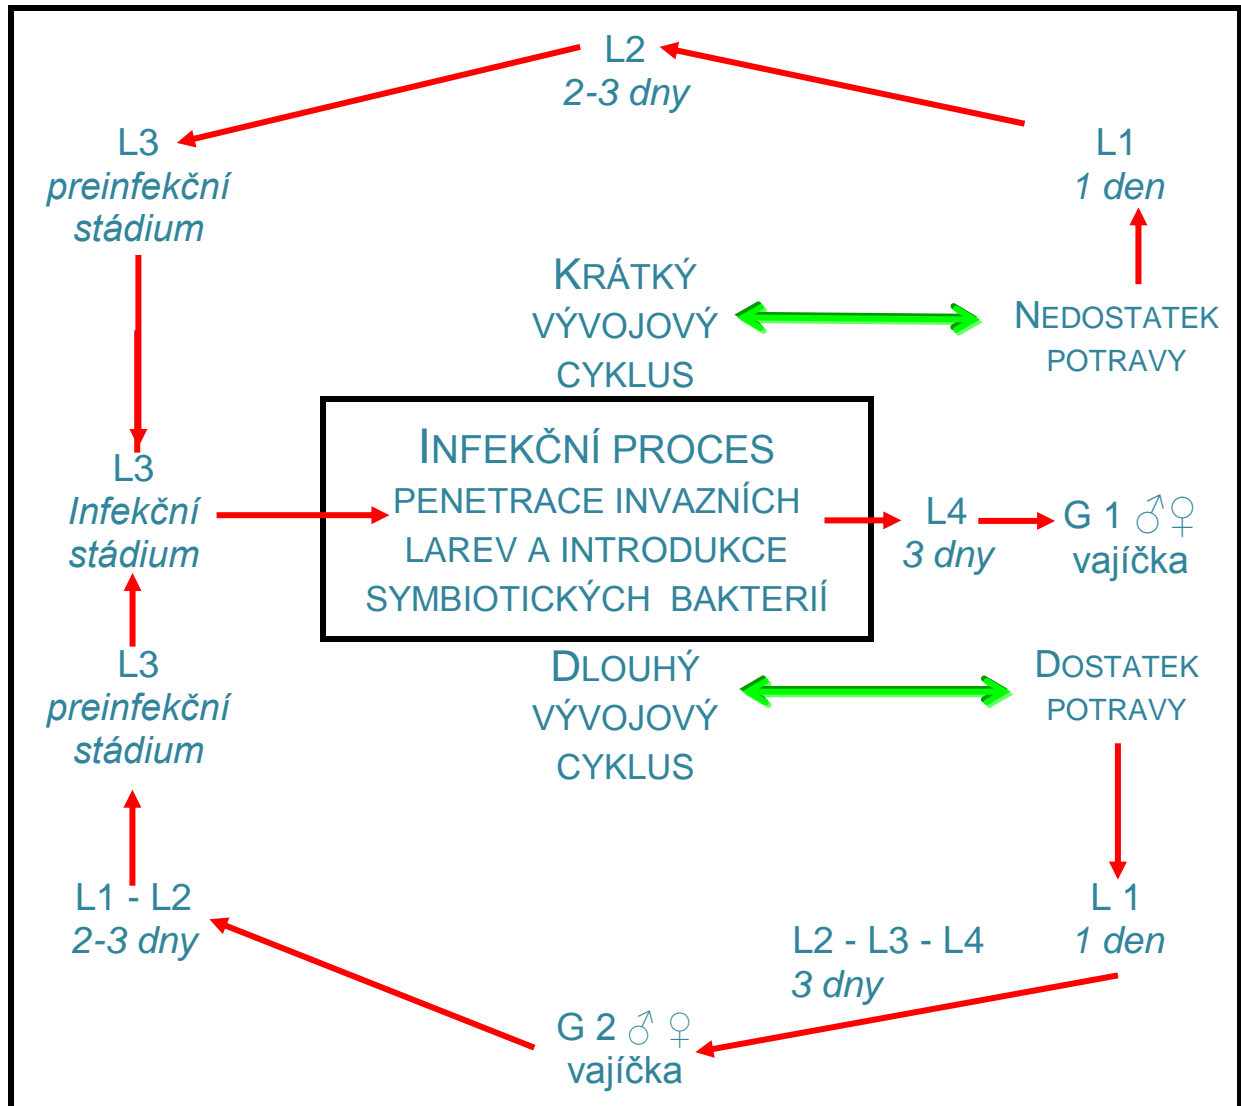 L2
2-3 dny
L3
preinfekční
stádium
L1
1 den
KRÁTKÝ
VÝVOJOVÝ
CYKLUS
NEDOSTATEK
POTRAVY
INFEKČNÍ PROCES
PENETRACE INVAZNÍCH
LAREV A INTRODUKCE
SYMBIOTICKÝCH BAKTERIÍ
L3
Infekční
stádium
L4
3 dny
G 1 ♂♀
vajíčka
L3
preinfekční
stádium
DLOUHÝ
VÝVOJOVÝ
CYKLUS
DOSTATEK
POTRAVY
L1 - L2
2-3 dny
L2 - L3 - L4
3 dny
L 1
1 den
G 2 ♂ ♀
vajíčka